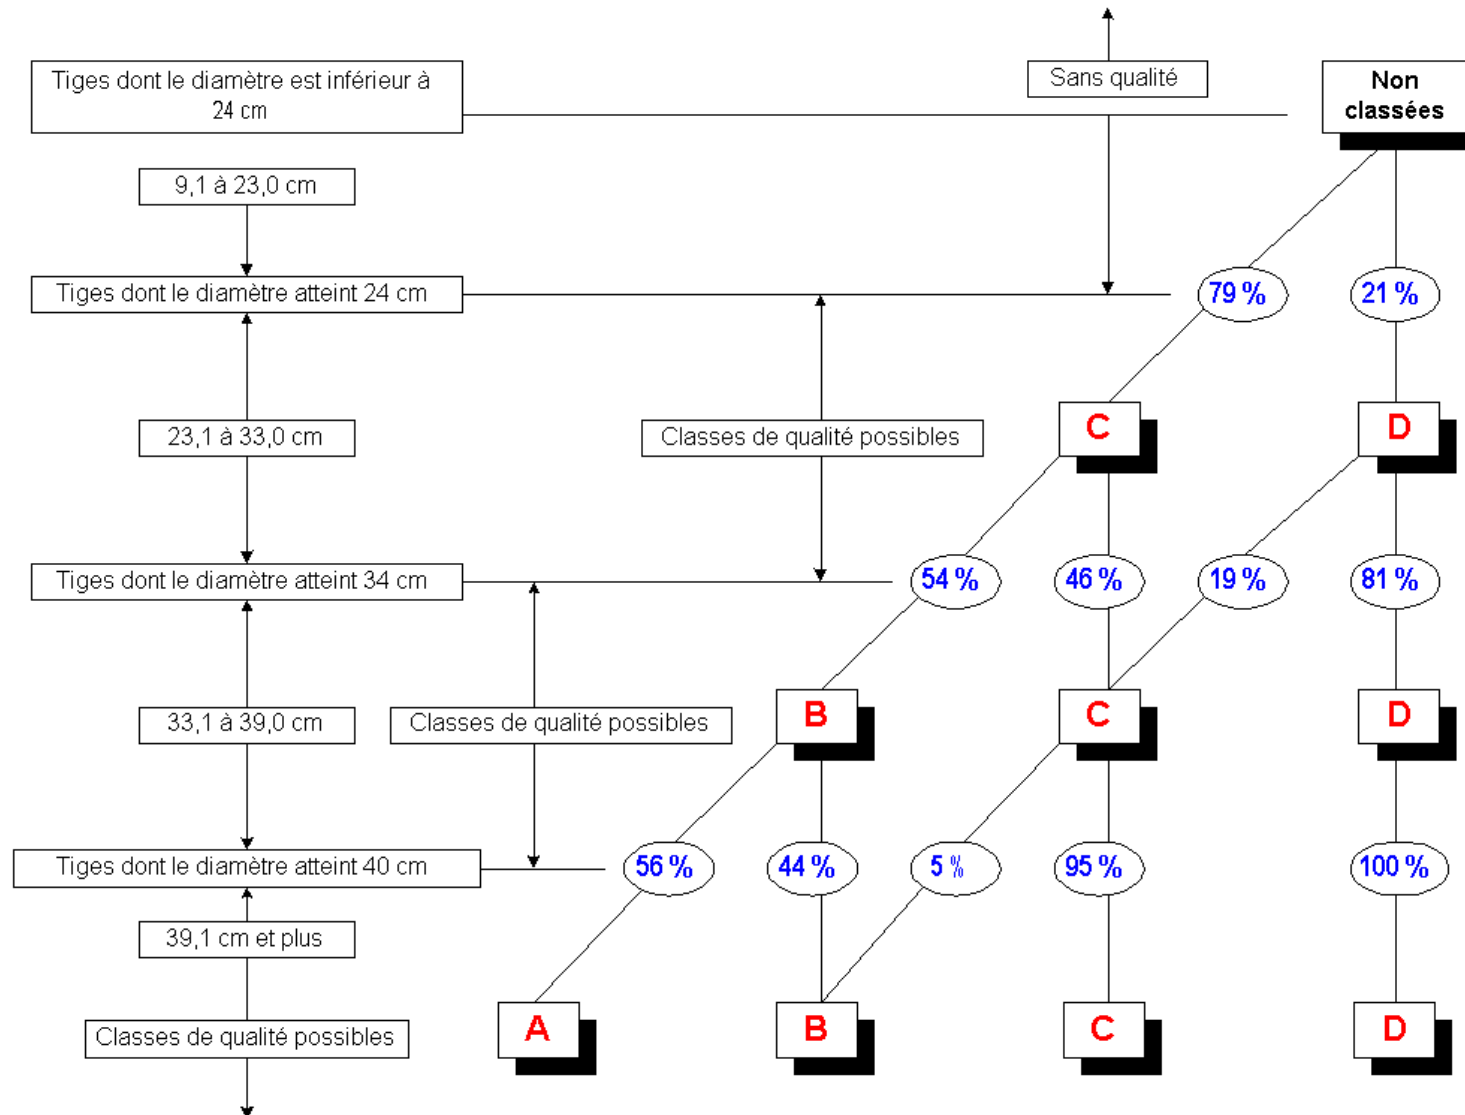 Tiges dont le diamètre est inférieur à
24 cm
Sans qualité
Non
classées
9,1 à 23,0 cm
Tiges dont le diamètre atteint 24 cm
79 %
21 %
23,1 à 33,0 cm
Classes de qualité possibles
C
D
Tiges dont le diamètre atteint 34 cm
54 %
46 %
19 %
81 %
33,1 à 39,0 cm
Classes de qualité possibles
B
C
D
Tiges dont le diamètre atteint 40 cm
56 %
44 %
5 %
95 %
100 %
39,1 cm et plus
Classes de qualité possibles
A
B
C
D